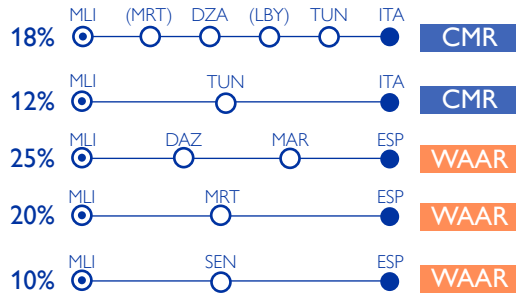 MLI (MRT) DZA (LBY) TUN ITA
18% CMR
MLI TUN ITA
12% CMR
MLI DAZ MAR ESP
25% WAAR
MLI MRT ESP
20% WAAR
MLI SEN ESP
10% WAAR